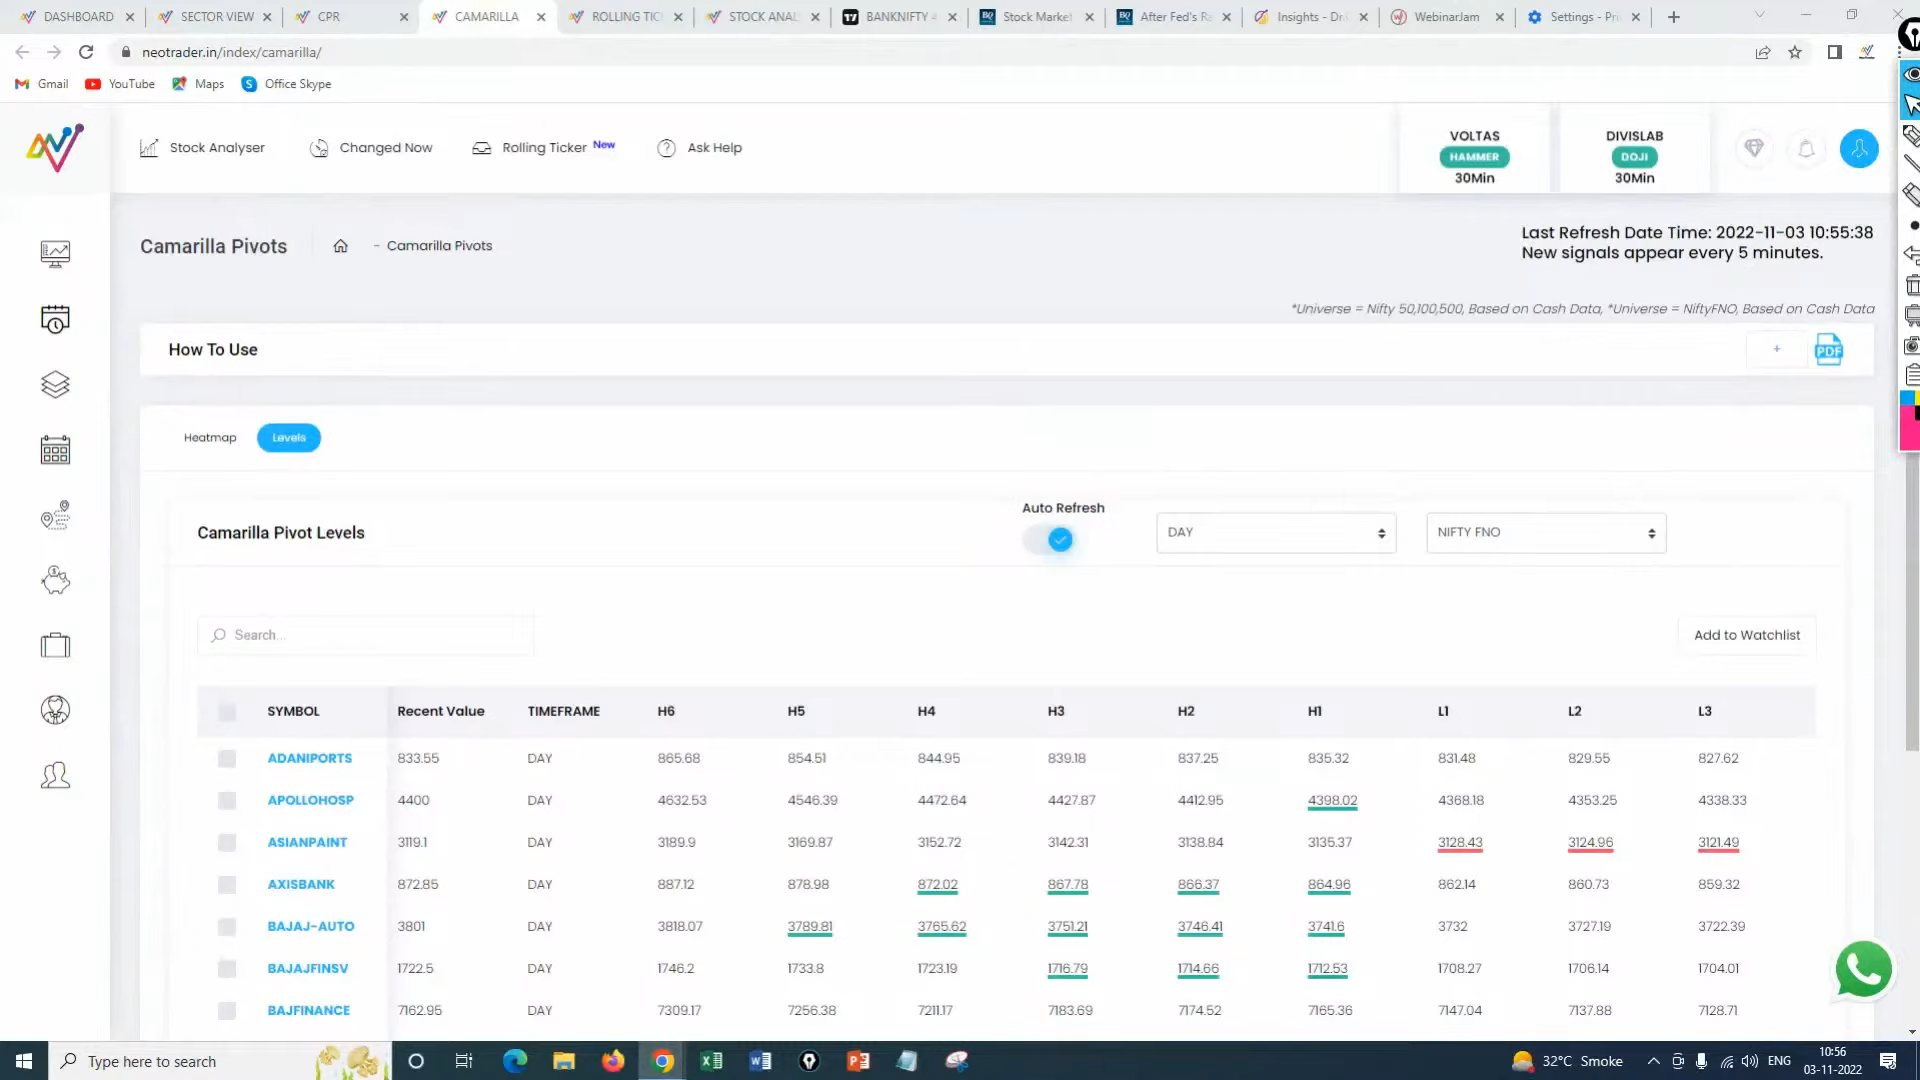 DASHBOARD
SECTOR VIEW
CPR
CAMARILLA
ROLLING TIC
STOCK ANAL
BANKNIFTY
Stock Market
After Fed's Ra
Insights - Dr
WebinarJam
Settings - Pri
neotrader.in/index/camarilla/
Gmail
YouTube
Maps
Office Skype
Stock Analyser
Changed Now
Rolling Ticker New
Ask Help
VOLTAS
HAMMER
30Min
DIVISLAB
DOJI
30Min
Camarilla Pivots
- Camarilla Pivots
Last Refresh Date Time: 2022-11-03 10:55:38
New signals appear every 5 minutes.
*Universe = Nifty 50,100,500, Based on Cash Data, *Universe = NiftyFNO, Based on Cash Data
How To Use
+
PDF
Heatmap
Levels
Camarilla Pivot Levels
Auto Refresh
DAY
NIFTY FNO
Search...
Add to Watchlist
SYMBOL Recent Value TIMEFRAME H6 H5 H4 H3 H2 H1 L1 L2 L3
ADANIPORTS 833.55 DAY 865.68 854.51 844.95 839.18 837.25 835.32 831.48 829.55 827.62
APOLLOHOSP 4400 DAY 4632.53 4546.39 4472.64 4427.87 4412.95 4398.02 4368.18 4353.25 4338.33
ASIANPAINT 3119.1 DAY 3189.9 3169.87 3152.72 3142.31 3138.84 3135.37 3128.43 3124.96 3121.49
AXISBANK 872.85 DAY 887.12 878.98 872.02 867.78 866.37 864.96 862.14 860.73 859.32
BAJAJ-AUTO 3801 DAY 3818.07 3789.81 3765.62 3751.21 3746.41 3741.6 3732 3727.19 3722.39
BAJAJFINSV 1722.5 DAY 1746.2 1733.8 1723.19 1716.79 1714.66 1712.53 1708.27 1706.14 1704.01
BAJFINANCE 7162.95 DAY 7309.17 7256.38 7211.17 7183.69 7174.52 7165.36 7147.04 7137.88 7128.71
Type here to search
32°C Smoke
ENG
10:56
03-11-2022